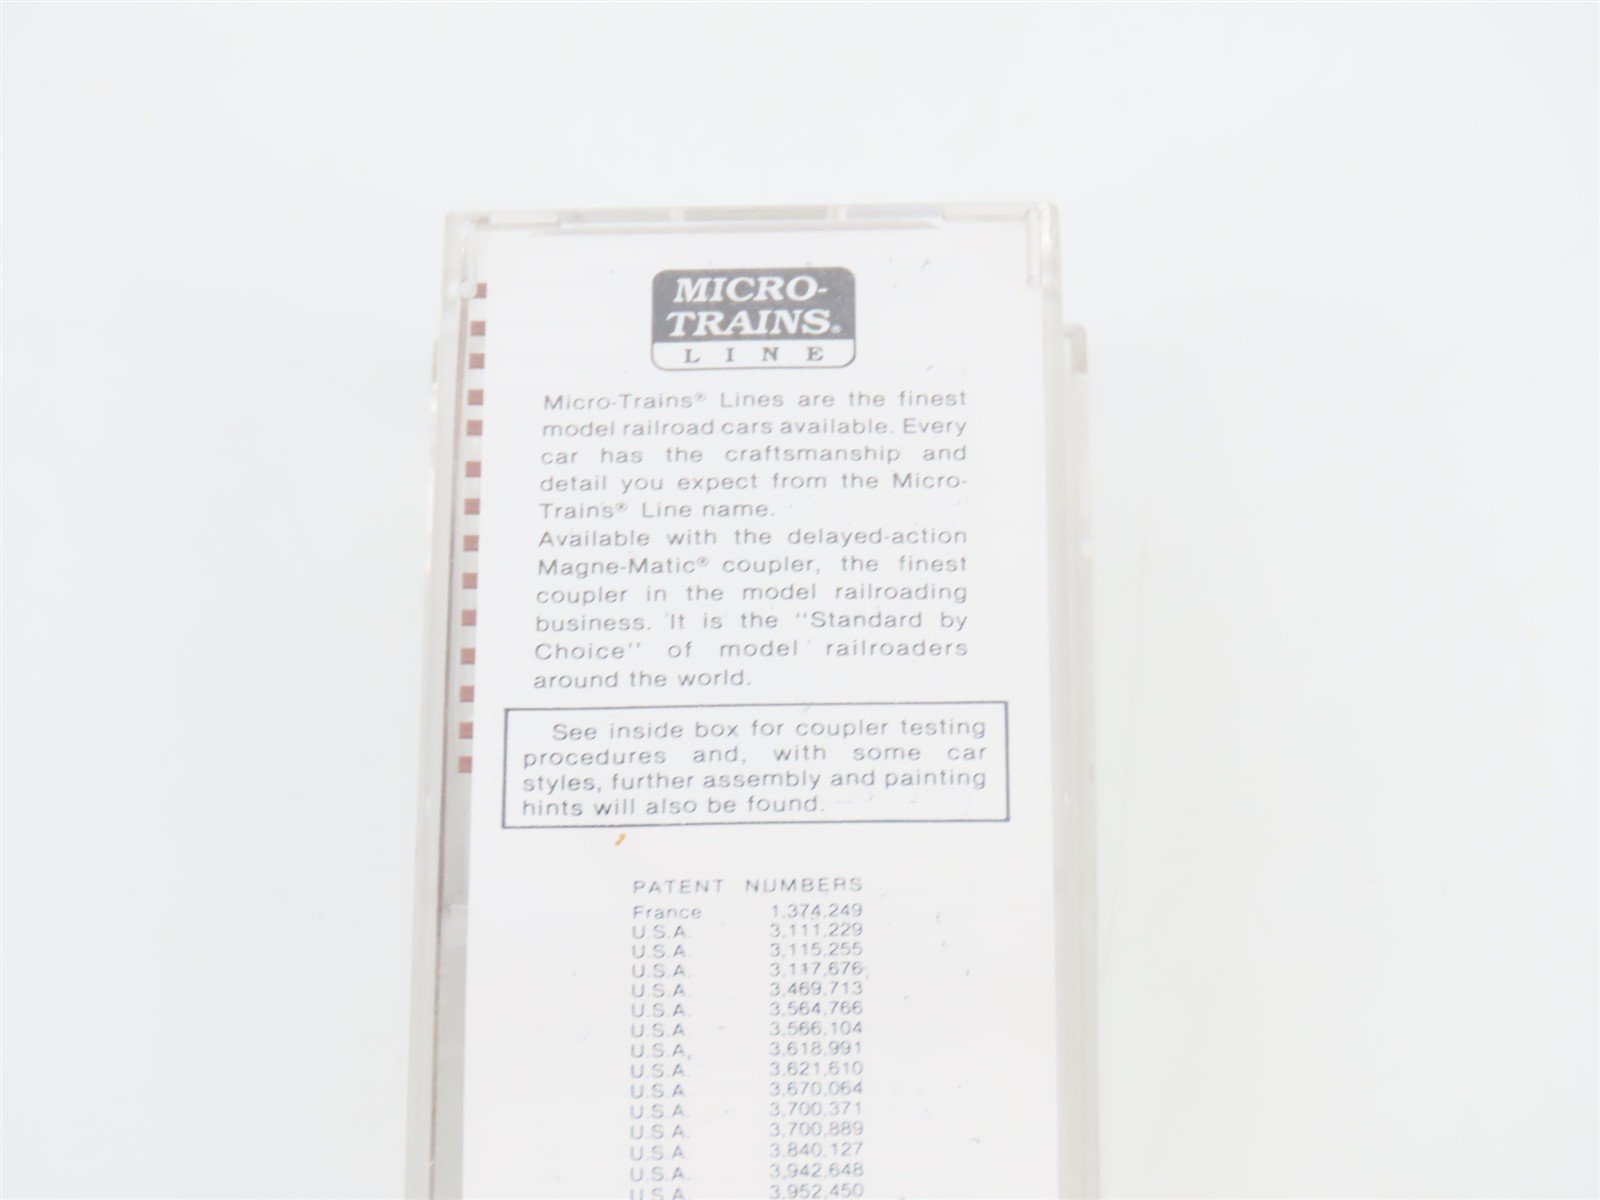 MICRO-
TRAINS®
LINE
Micro-Trains® Lines are the finest
model railroad cars available. Every
car has the craftsmanship and
detail you expect from the Micro-
Trains® Line name.
Available with the delayed-action
Magne-Matic® coupler, the finest
coupler in the model railroading
business. It is the "Standard by
Choice" of model railroaders
around the world.
See inside box for coupler testing
procedures and, with some car
styles, further assembly and painting
hints will also be found.
PATENT NUMBERS
France 1,374,249
U.S.A. 3,111,229
U.S.A. 3,115,255
U.S.A. 3,117,676
U.S.A. 3,469,713
U.S.A. 3,564,766
U.S.A. 3,566,104
U.S.A. 3,618,991
U.S.A. 3,621,610
U.S.A. 3,670,064
U.S.A. 3,700,371
U.S.A. 3,700,889
U.S.A. 3,840,127
U.S.A. 3,942,648
U.S.A. 3,952,450